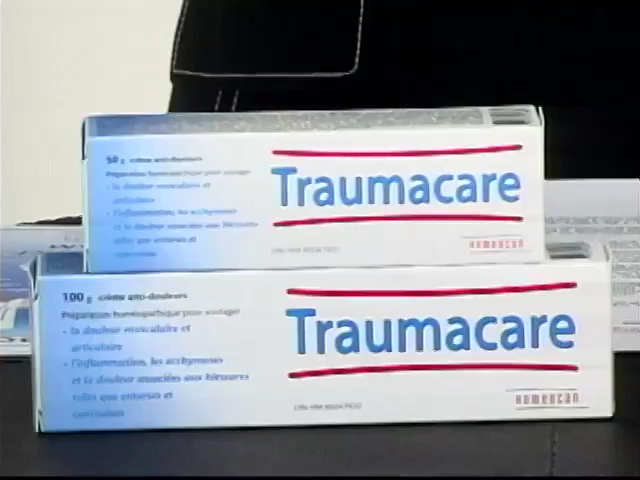 50 g crème anti-douleurs
Préparation homéopathique pour soulager
• la douleur musculaire et
articulaire
• l'inflammation, les ecchymoses
et la douleur associées aux blessures
telles que entorses et
Traumacare
HOMEOCAN
100 g crème anti-douleurs
Préparation homéopathique pour soulager
• la douleur musculaire et
articulaire
• l'inflammation, les ecchymoses
et la douleur associées aux blessures
telles que entorses et
contusions
Traumacare
HOMEOCAN